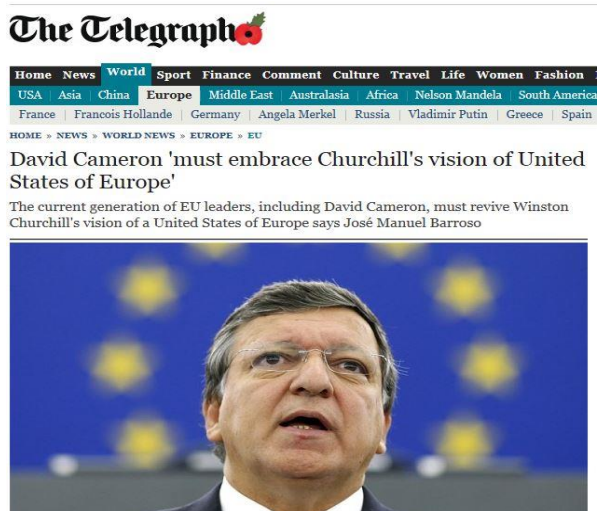 The Telegraph
Home News World Sport Finance Comment Culture Travel Life Women Fashion
USA Asia China Europe Middle East Australasia Africa Nelson Mandela South America
France Francois Hollande Germany Angela Merkel Russia Vladimir Putin Greece Spain
HOME » NEWS » WORLD NEWS » EUROPE » EU
David Cameron 'must embrace Churchill's vision of United
States of Europe'
The current generation of EU leaders, including David Cameron, must revive Winston
Churchill's vision of a United States of Europe says José Manuel Barroso